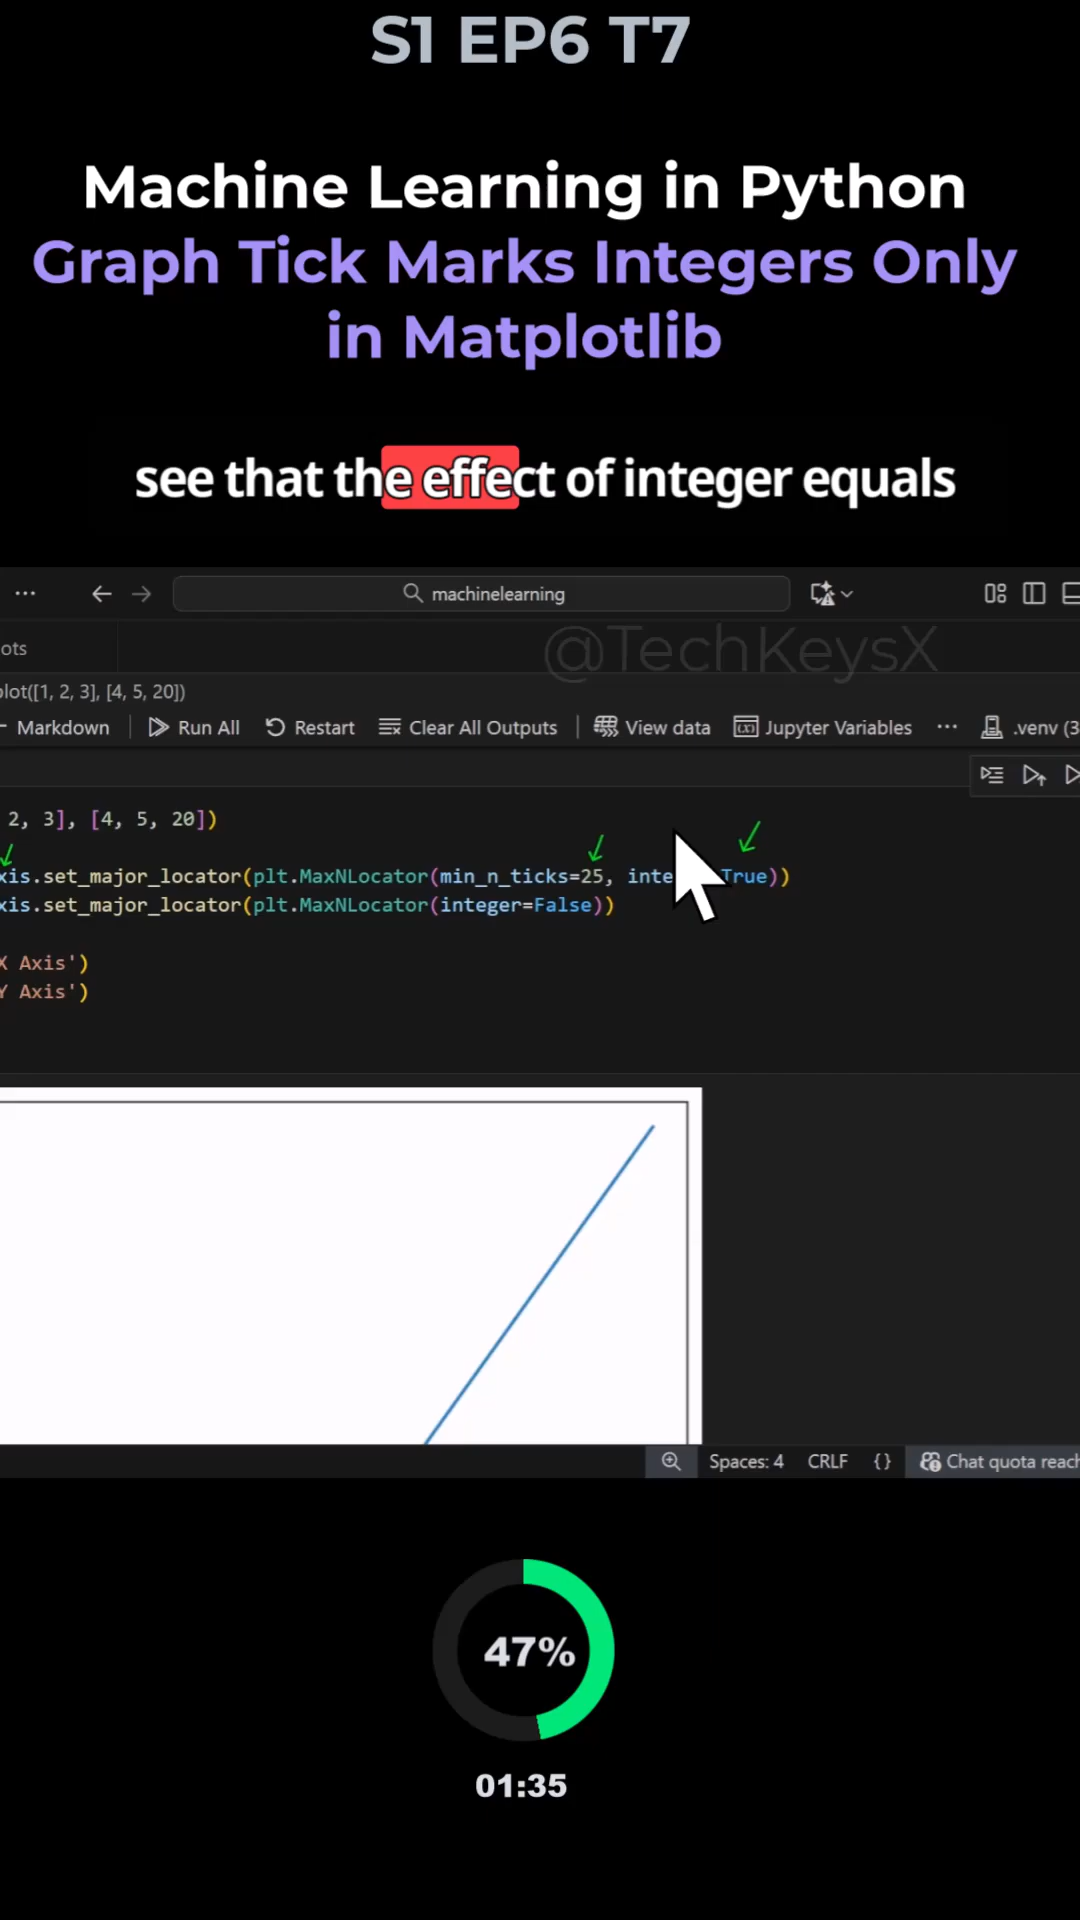 S1 EP6 T7
Machine Learning in Python
Graph Tick Marks Integers Only
in Matplotlib
see that the effect of integer equals
machinelearning
@TechKeysX
ots
lot([1, 2, 3], [4, 5, 20])
Markdown Run All Restart Clear All Outputs View data Jupyter Variables .venv (3
2, 3], [4, 5, 20])
xis.set_major_locator(plt.MaxNLocator(min_n_ticks=25, inte True))
xis.set_major_locator(plt.MaxNLocator(integer=False))
X Axis')
Y Axis')
Spaces: 4 CRLF {} Chat quota reach
47%
01:35